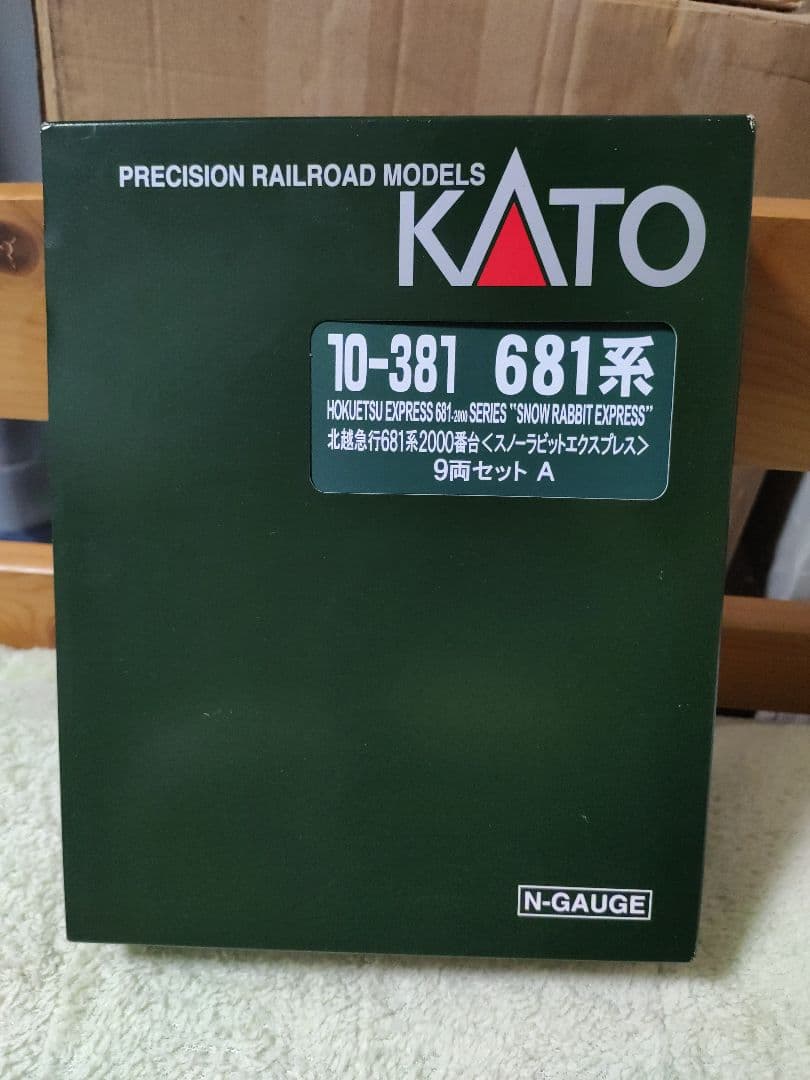 PRECISION RAILROAD MODELS
KATO
10-381 681系
HOKUETSU EXPRESS 681-2000 SERIES "SNOW RABBIT EXPRESS"
北越急行681系2000番台<スノーラビットエクスプレス>
9両セット A
N-GAUGE